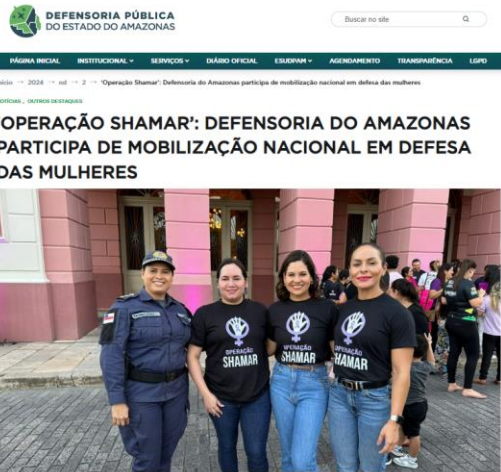 DEFENSORIA PÚBLICA
DO ESTADO DO AMAZONAS
Buscar no site
PÁGINA INICIAL INSTITUCIONAL SERVIÇOS DIÁRIO OFICIAL ESUDPAM AGENDAMENTO TRANSPARÊNCIA LGPD
nício → 2024 → → 2 → 'Operação Shamar': Defensoria do Amazonas participa de mobilização nacional em defesa das mulheres
OTÍCIAS , OUTROS DESTAQUES
'OPERAÇÃO SHAMAR': DEFENSORIA DO AMAZONAS
PARTICIPA DE MOBILIZAÇÃO NACIONAL EM DEFESA
DAS MULHERES
OPERAÇÃO
SHAMAR
OPERAÇÃO
SHAMAR
OPERAÇÃO
SHAMAR